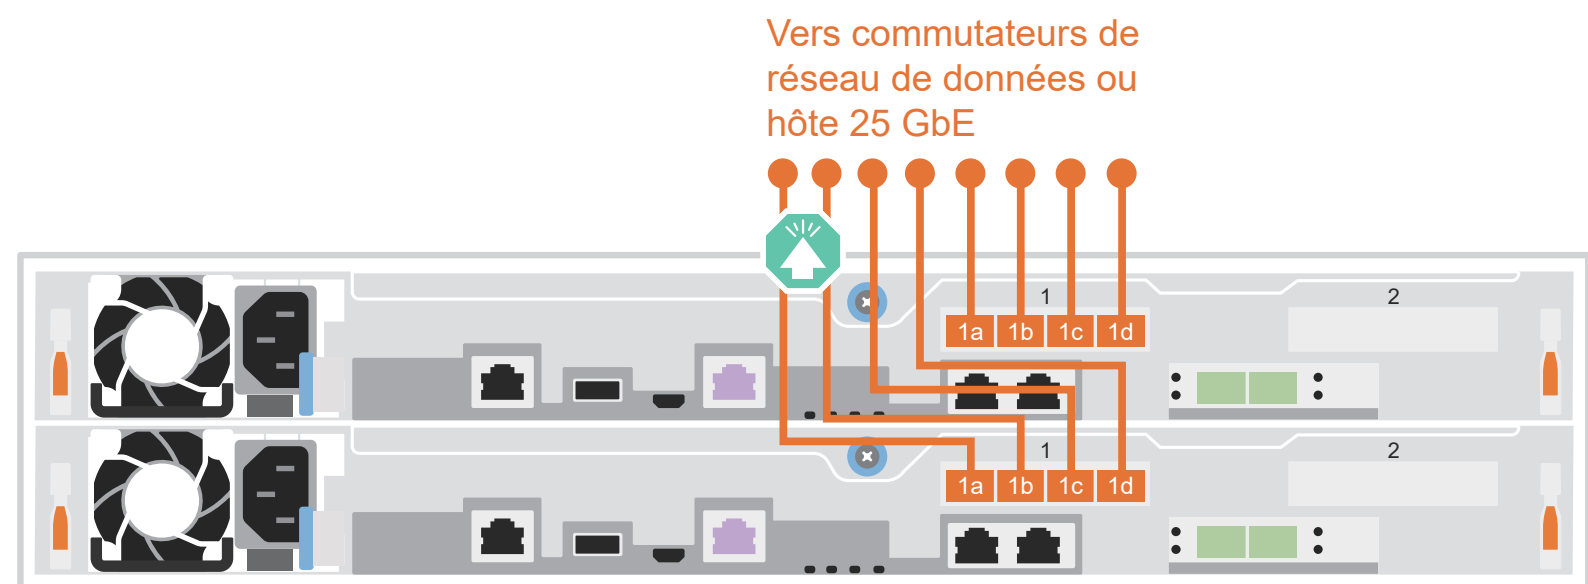 Vers commutateurs de
réseau de données ou
hôte 25 GbE
1 2
1a 1b 1c 1d
1 2
1a 1b 1c 1d